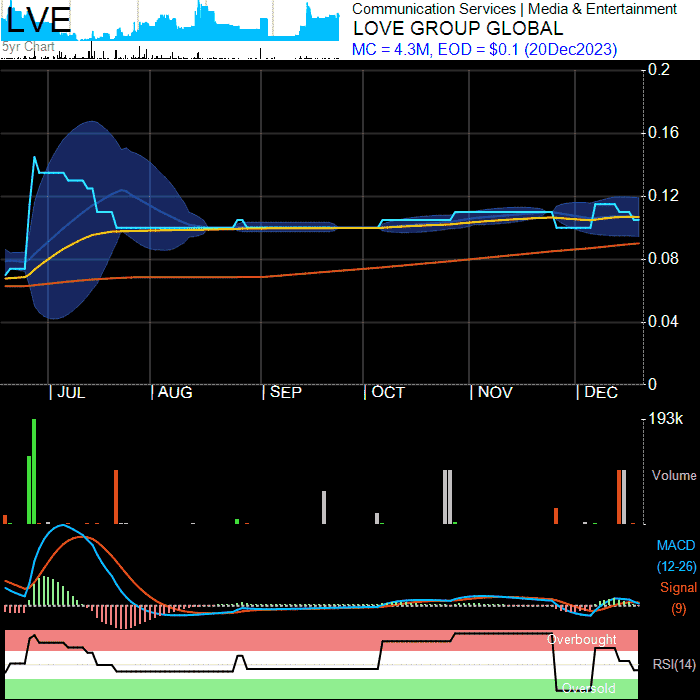 LVE
5yr Chart
Communication Services | Media & Entertainment
LOVE GROUP GLOBAL
MC = 4.3M, EOD = $0.1 (20Dec2023)
0.2
0.16
0.12
0.08
0.04
0
| JUL | AUG | SEP | OCT | NOV | DEC
193k
Volume
MACD
(12-26)
Signal
(9)
Overbought
RSI(14)
Oversold